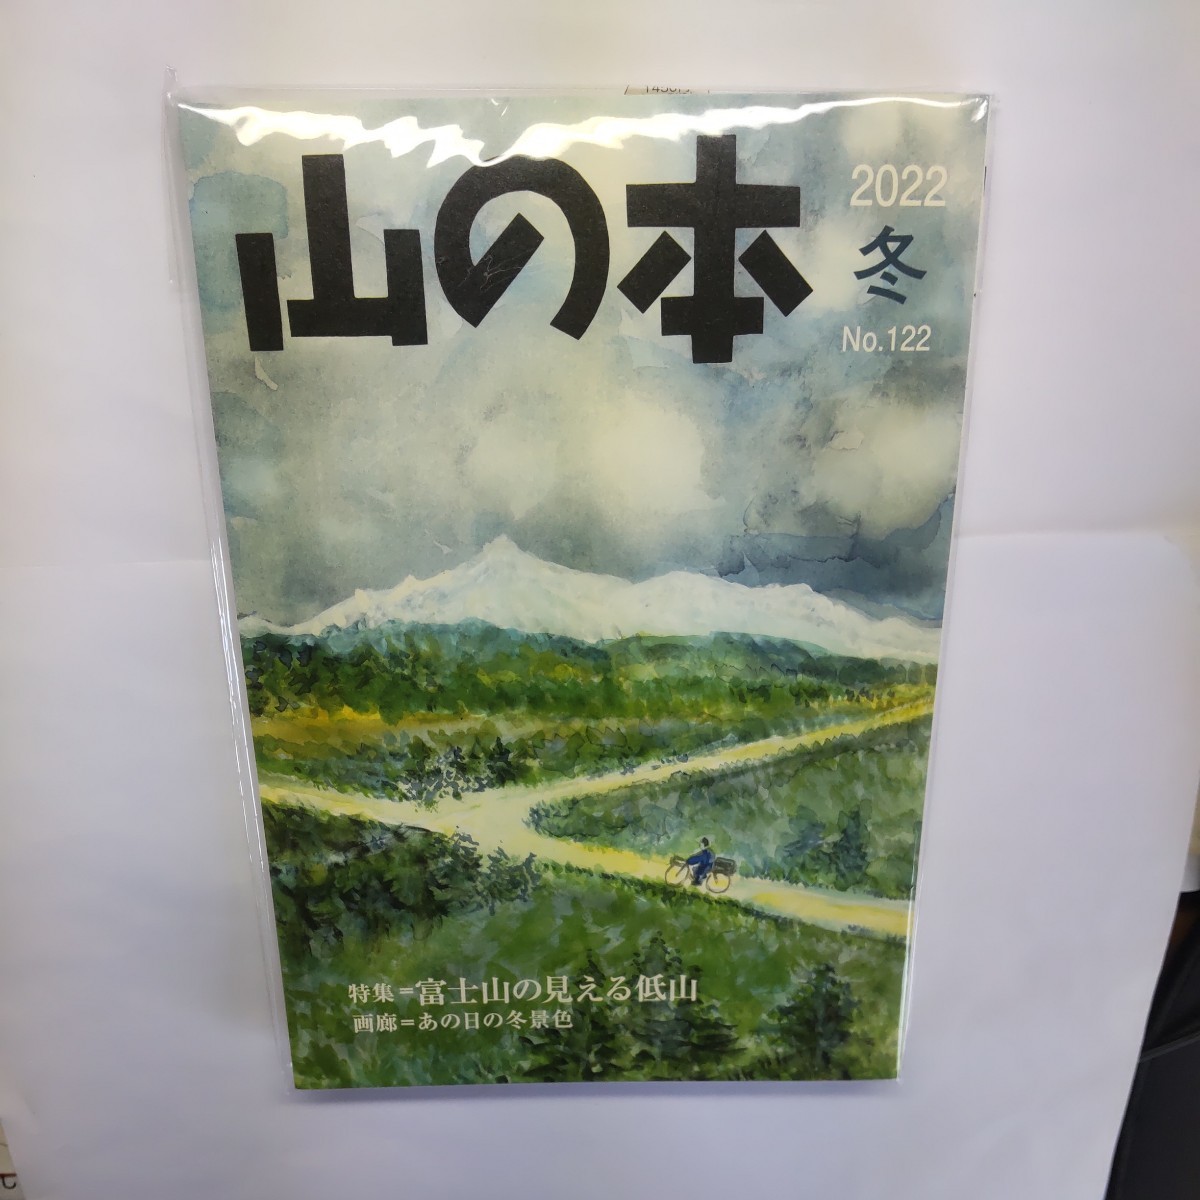 山の本
2022
冬
No.122
特集=富士山の見える低山
画廊=あの日の冬景色